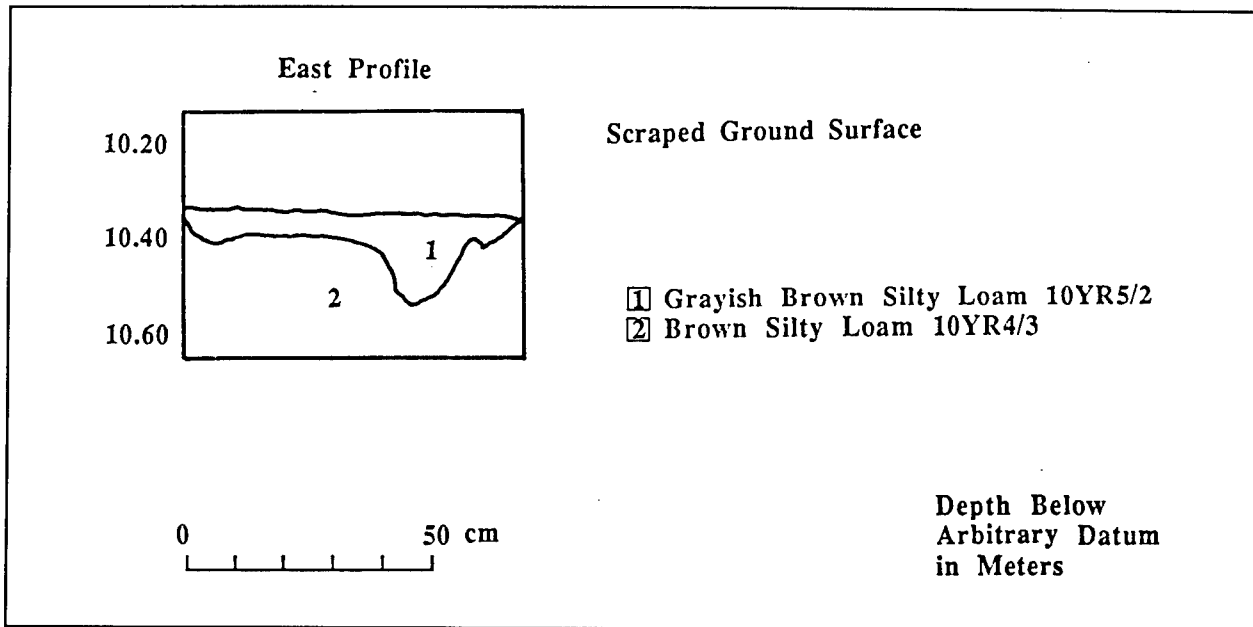 East Profile
10.20
Scraped Ground Surface
10.40
1
2
10.60
1 Grayish Brown Silty Loam 10YR5/2
2 Brown Silty Loam 10YR4/3
0 50 cm
Depth Below
Arbitrary Datum
in Meters